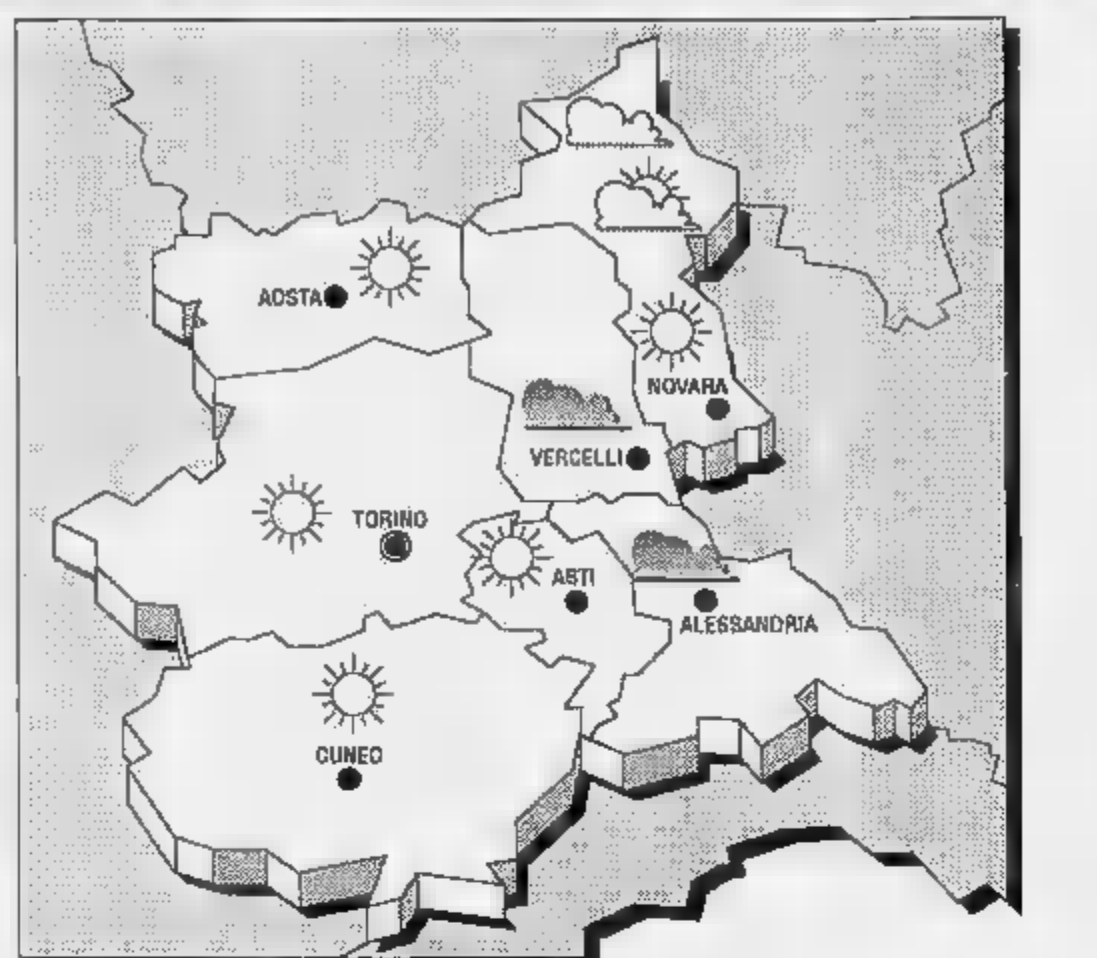 AOSTA
NOVARA
VERCELLI
TORINO
ASTI
ALESSANDRIA
CUNEO